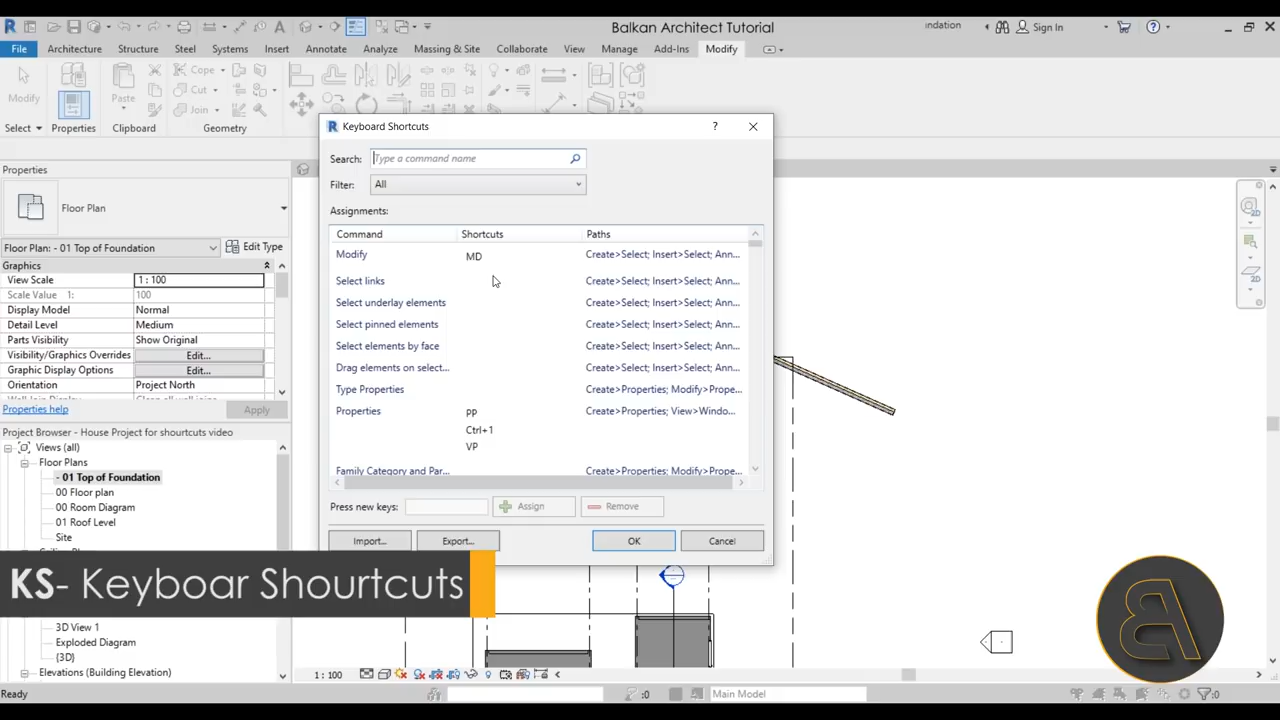 Balkan Architect Tutorial
undation
Sign In
File Architecture Structure Steel Systems Insert Annotate Analyze Massing & Site Collaborate View Manage Add-Ins Modify
Modify
Paste
Cope
Cut
Join
Select Properties Clipboard Geometry
Keyboard Shortcuts
Search: Type a command name
Filter: All
Assignments:
Command Shortcuts Paths
Modify MD Create>Select; Insert>Select; Ann...
Select links Create>Select; Insert>Select; Ann...
Select underlay elements Create>Select; Insert>Select; Ann...
Select pinned elements Create>Select; Insert>Select; Ann...
Select elements by face Create>Select; Insert>Select; Ann...
Drag elements on select... Create>Select; Insert>Select; Ann...
Type Properties Create>Properties; Modify>Prope...
Properties pp Create>Properties; View>Windo...
Ctrl+1
VP
Family Category and Par... Create>Properties; Modify>Prope...
Press new keys: Assign Remove
Import... Export... OK Cancel
Properties
Floor Plan
Floor Plan: - 01 Top of Foundation Edit Type
Graphics
View Scale 1 : 100
Scale Value 1: 100
Display Model Normal
Detail Level Medium
Parts Visibility Show Original
Visibility/Graphics Overrides Edit...
Graphic Display Options Edit...
Orientation Project North
Properties help Apply
Project Browser - House Project for shourtcuts video
Views (all)
Floor Plans
- 01 Top of Foundation
00 Floor plan
00 Room Diagram
01 Roof Level
Site
KS- Keyboar Shourtcuts
3D View 1
Exploded Diagram
{3D}
Elevations (Building Elevation)
1 : 100
Ready
:0
Main Model
:0
2D
2D